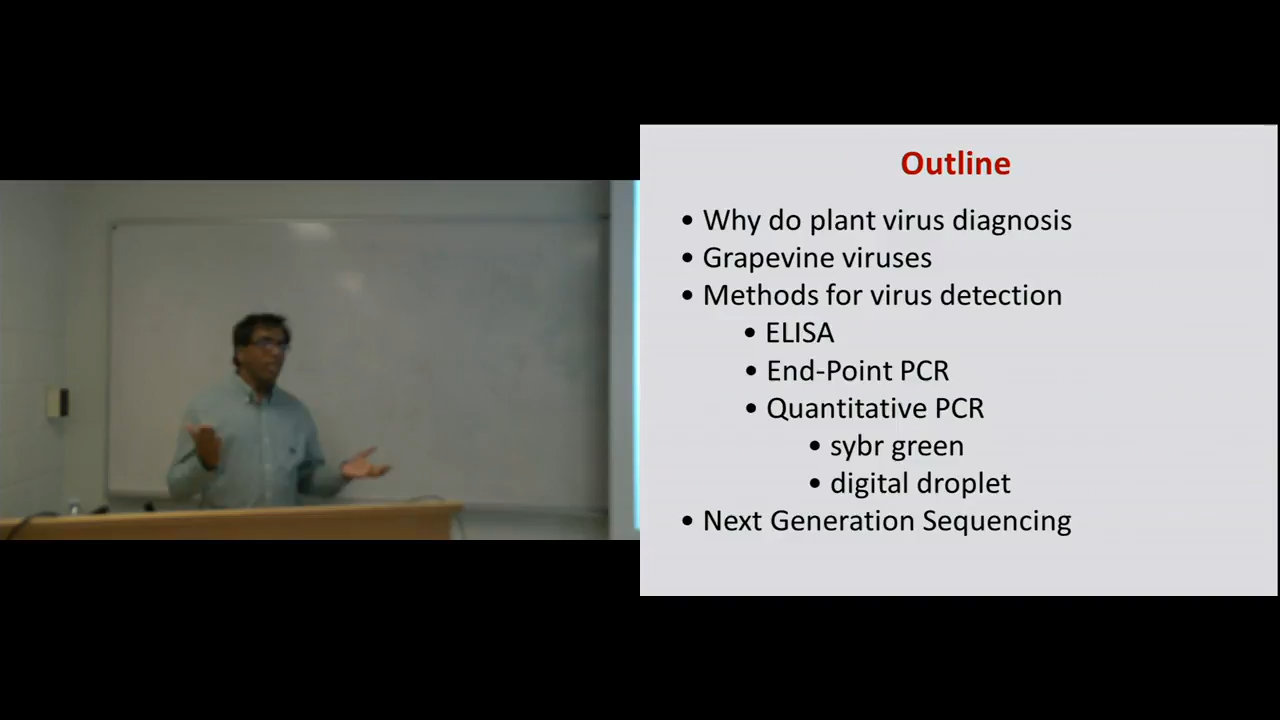 Outline
• Why do plant virus diagnosis
• Grapevine viruses
• Methods for virus detection
• ELISA
• End-Point PCR
• Quantitative PCR
• sybr green
• digital droplet
• Next Generation Sequencing